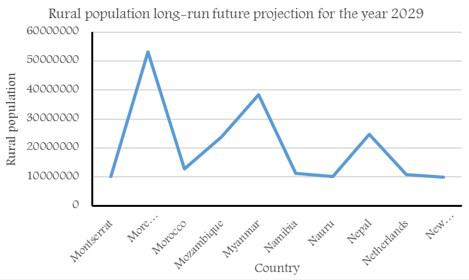 Rural population long-run future projection for the year 2029
Rural population
60000000
50000000
40000000
30000000
20000000
10000000
0
Montserrat
More...
Morocco
Mozambique
Myanmar
Namibia
Nauru
Nepal
Netherlands
New...
Country